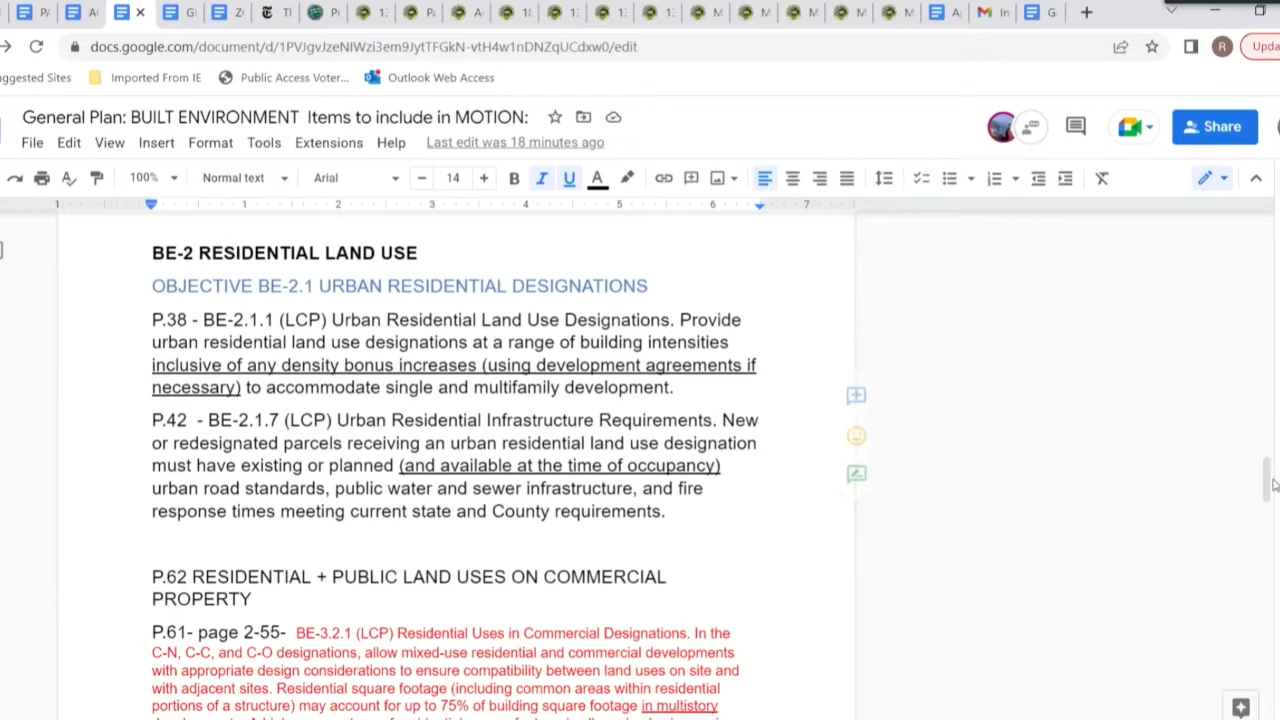 docs.google.com/document/d/1PVJgvJzeNIWzi3em9JytTFGkN-vtH4w1nDNZqUCdxw0/edit
R
Upda
ggested Sites Imported From IE Public Access Voter... Outlook Web Access
General Plan: BUILT ENVIRONMENT Items to include in MOTION:
Share
File Edit View Insert Format Tools Extensions Help Last edit was 18 minutes ago
100% Normal text Arial 14 B I U A
1 1 2 3 4 5 6 7
BE-2 RESIDENTIAL LAND USE
OBJECTIVE BE-2.1 URBAN RESIDENTIAL DESIGNATIONS
P.38 - BE-2.1.1 (LCP) Urban Residential Land Use Designations. Provide
urban residential land use designations at a range of building intensities
inclusive of any density bonus increases (using development agreements if
necessary) to accommodate single and multifamily development.
P.42 - BE-2.1.7 (LCP) Urban Residential Infrastructure Requirements. New
or redesignated parcels receiving an urban residential land use designation
must have existing or planned (and available at the time of occupancy)
urban road standards, public water and sewer infrastructure, and fire
response times meeting current state and County requirements.
P.62 RESIDENTIAL + PUBLIC LAND USES ON COMMERCIAL
PROPERTY
P.61- page 2-55- BE-3.2.1 (LCP) Residential Uses in Commercial Designations. In the
C-N, C-C, and C-O designations, allow mixed-use residential and commercial developments
with appropriate design considerations to ensure compatibility between land uses on site and
with adjacent sites. Residential square footage (including common areas within residential
portions of a structure) may account for up to 75% of building square footage in multistory